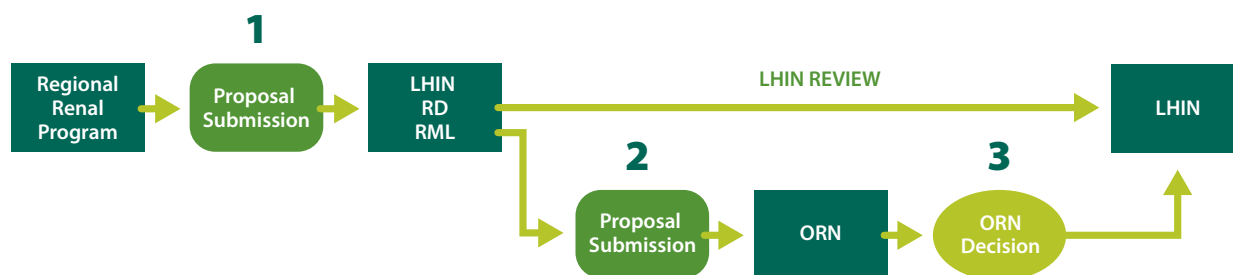 1
Regional
Renal
Program
Proposal
Submission
LHIN
RD
RML
LHIN REVIEW
LHIN
2
Proposal
Submission
ORN
3
ORN
Decision